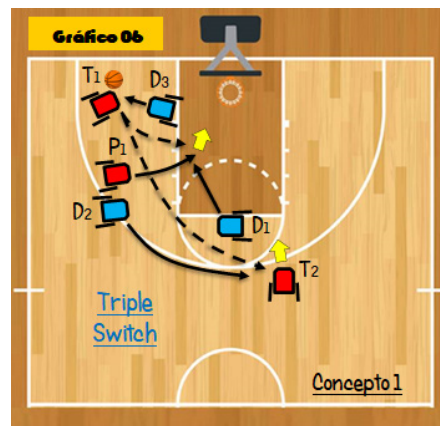 Gráfico 06
T1
D3
P1
D2
D1
T2
Triple
Switch
Concepto 1